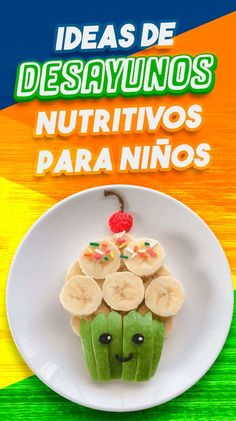 IDEAS DE
DESAYUNOS
NUTRITIVOS
PARA NIÑOS